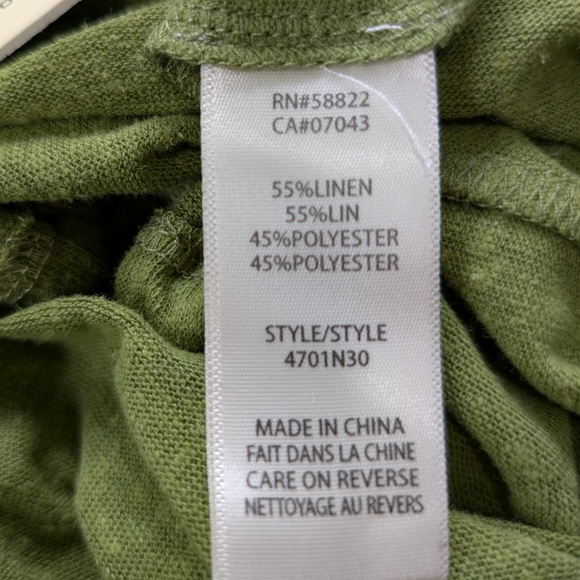 RN#58822
CA#07043
55%LINEN
55%LIN
45%POLYESTER
45%POLYESTER
STYLE/STYLE
4701N30
MADE IN CHINA
FAIT DANS LA CHINE
CARE ON REVERSE
NETTOYAGE AU REVERS